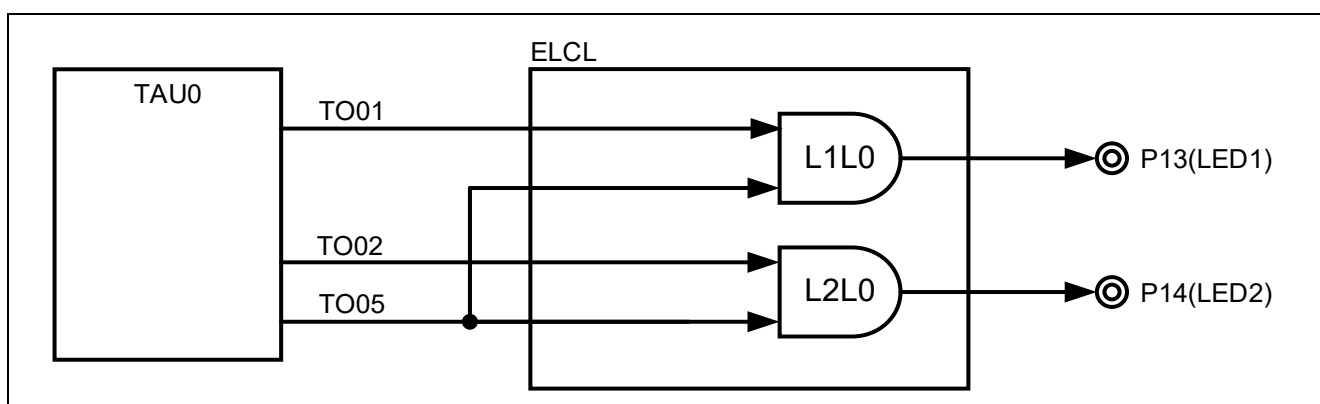 ELCL
TAU0
TO01
L1L0
P13(LED1)
TO02
L2L0
P14(LED2)
TO05